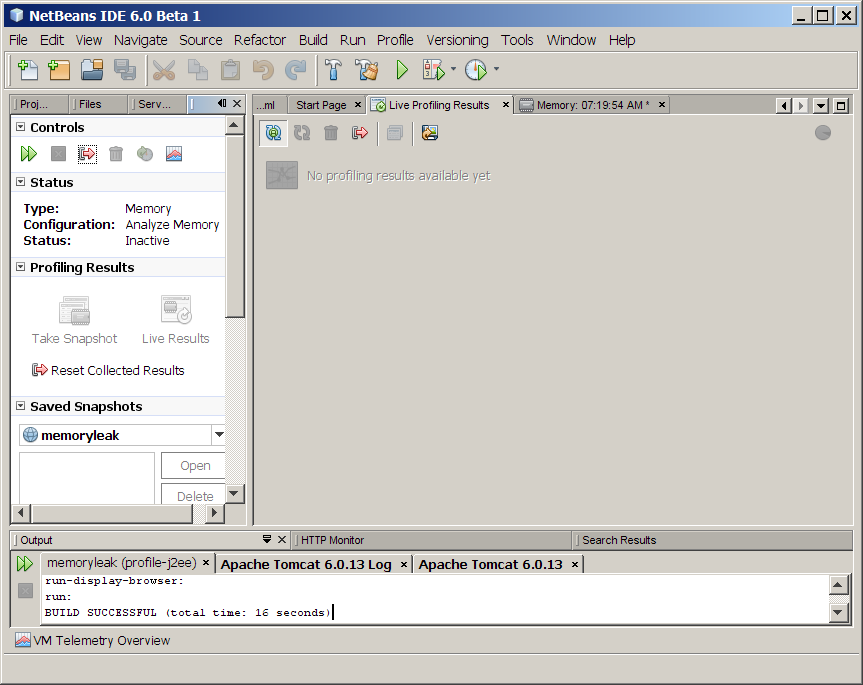 NetBeans IDE 6.0 Beta 1
File Edit View Navigate Source Refactor Build Run Profile Versioning Tools Window Help
Proj... Files Serv...
...ml Start Page Live Profiling Results Memory: 07:19:54 AM *
Controls
Status
Type: Memory
Configuration: Analyze Memory
Status: Inactive
Profiling Results
Take Snapshot Live Results
Reset Collected Results
Saved Snapshots
memoryleak
Open
Delete
No profiling results available yet
Output HTTP Monitor Search Results
memoryleak (profile-j2ee) Apache Tomcat 6.0.13 Log Apache Tomcat 6.0.13
run-display-browser:
run:
BUILD SUCCESSFUL (total time: 16 seconds)
VM Telemetry Overview